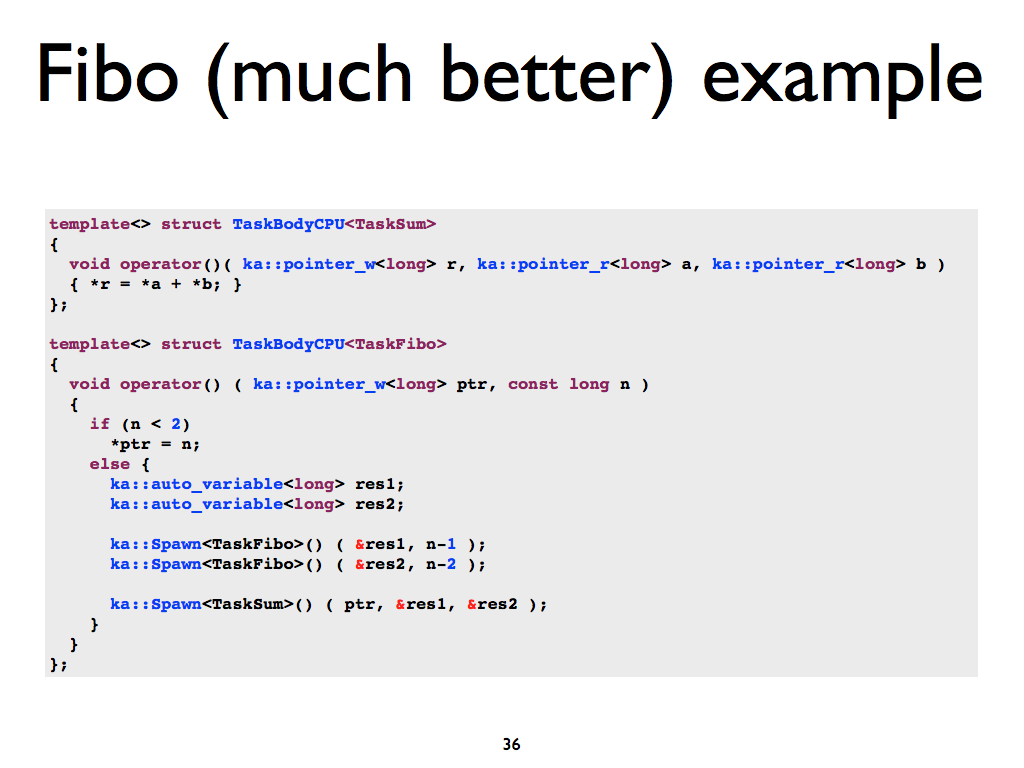 Fibo (much better) example
template<> struct TaskBodyCPU<TaskSum>
{
  void operator()( ka::pointer_w<long> r, ka::pointer_r<long> a, ka::pointer_r<long> b )
  { *r = *a + *b; }
};

template<> struct TaskBodyCPU<TaskFibo>
{
  void operator() ( ka::pointer_w<long> ptr, const long n )
  {
    if (n < 2)
      *ptr = n;
    else {
      ka::auto_variable<long> res1;
      ka::auto_variable<long> res2;

      ka::Spawn<TaskFibo>() ( &res1, n-1 );
      ka::Spawn<TaskFibo>() ( &res2, n-2 );

      ka::Spawn<TaskSum>() ( ptr, &res1, &res2 );
    }
  }
};
36